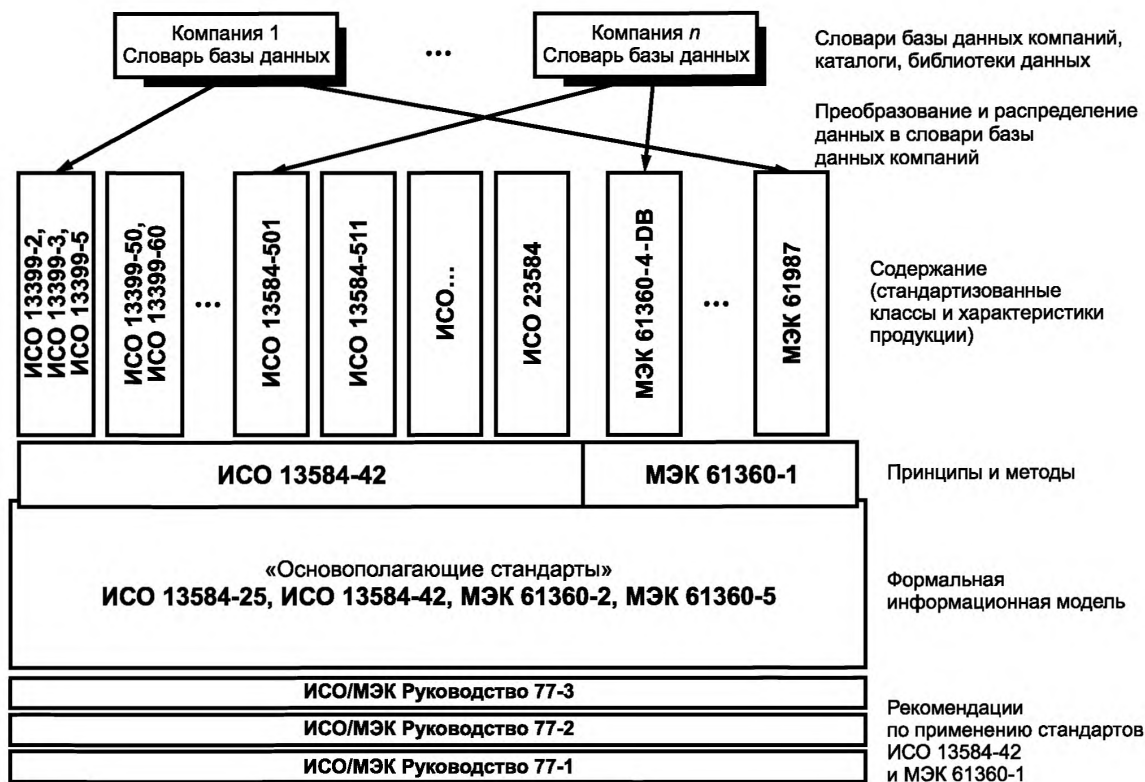 Компания 1
Словарь базы данных
...
Компания n
Словарь базы данных
Словари базы данных компаний,
каталоги, библиотеки данных
Преобразование и распределение
данных в словари базы
данных компаний
ИСО 13399-2,
ИСО 13399-3,
ИСО 13399-5
ИСО 13399-50,
ИСО 13399-60
...
ИСО 13584-501
ИСО 13584-511
ИСО...
ИСО 23584
МЭК 61360-4-DB
...
МЭК 61987
Содержание
(стандартизованные
классы и характеристики
продукции)
ИСО 13584-42
МЭК 61360-1
Принципы и методы
«Основополагающие стандарты»
ИСО 13584-25, ИСО 13584-42, МЭК 61360-2, МЭК 61360-5
Формальная
информационная модель
ИСО/МЭК Руководство 77-3
ИСО/МЭК Руководство 77-2
ИСО/МЭК Руководство 77-1
Рекомендации
по применению стандартов
ИСО 13584-42
и МЭК 61360-1